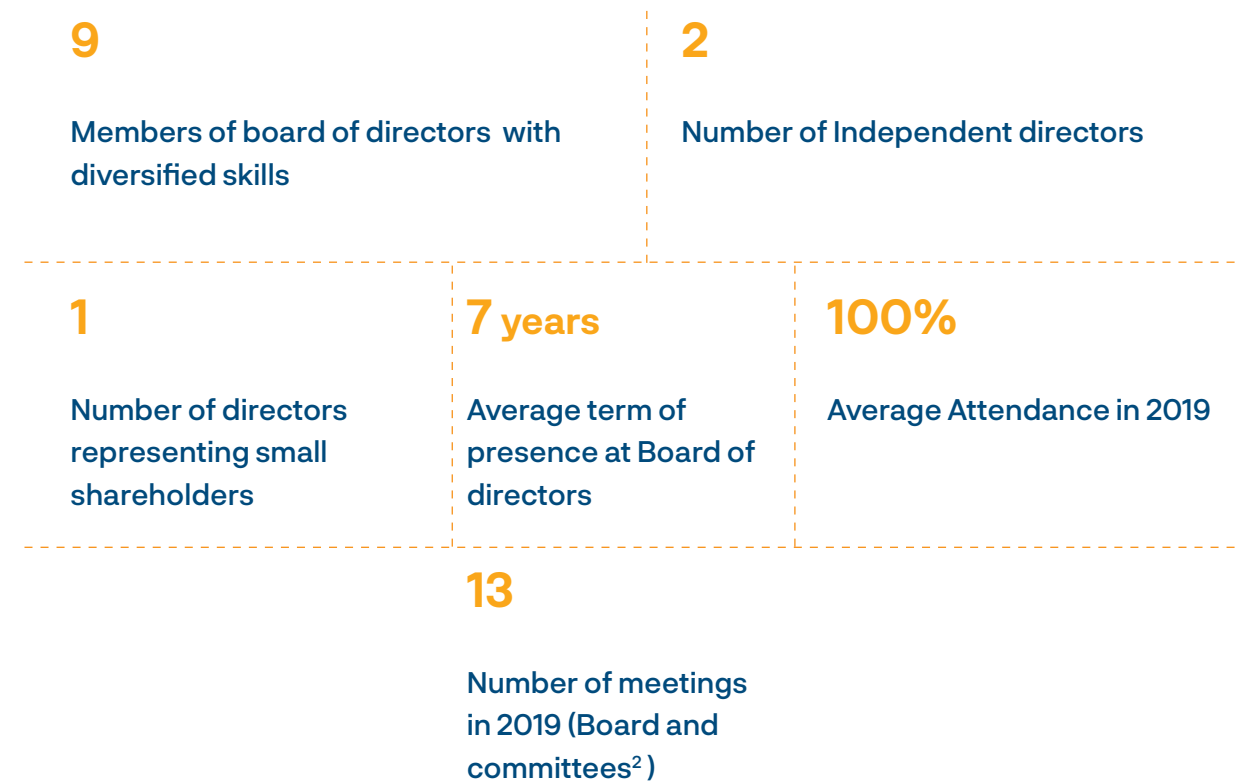 9
Members of board of directors with
diversified skills
2
Number of Independent directors
1
Number of directors
representing small
shareholders
7 years
Average term of
presence at Board of
directors
100%
Average Attendance in 2019
13
Number of meetings
in 2019 (Board and
committees² )